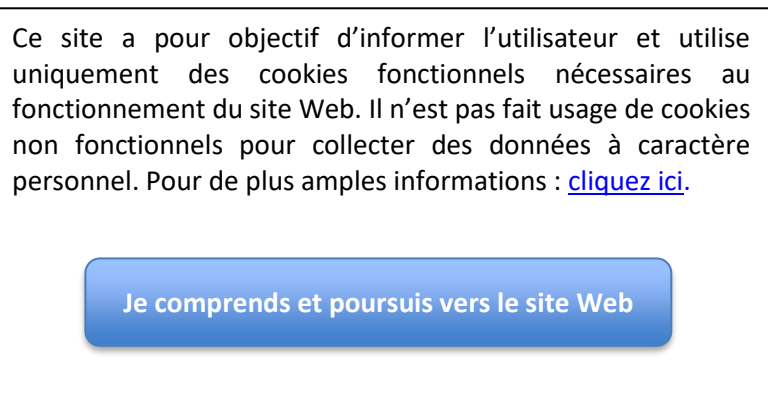 Ce site a pour objectif d’informer l’utilisateur et utilise
uniquement des cookies fonctionnels nécessaires au
fonctionnement du site Web. Il n’est pas fait usage de cookies
non fonctionnels pour collecter des données à caractère
personnel. Pour de plus amples informations : cliquez ici.
Je comprends et poursuis vers le site Web